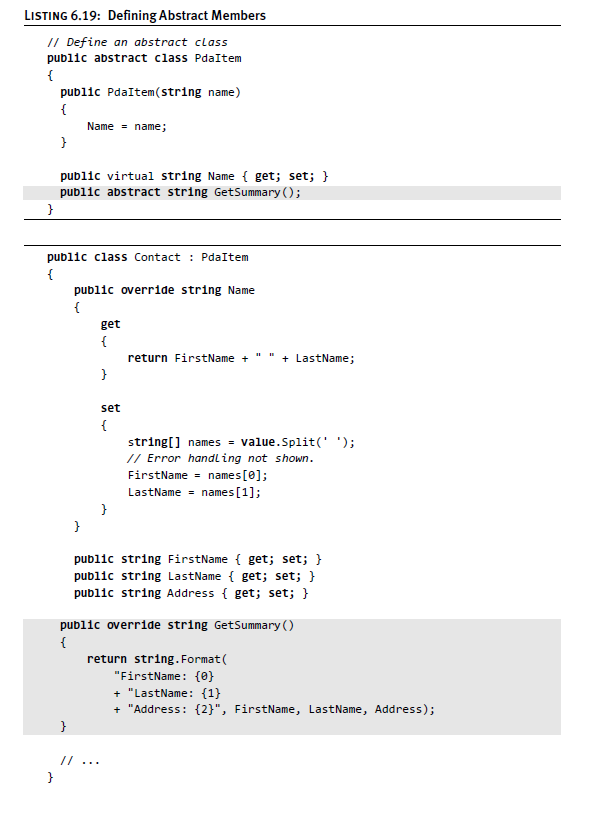 LISTING 6.19: Defining Abstract Members
// Define an abstract class
public abstract class PdaItem
{
public PdaItem(string name)
{
Name = name;
}
public virtual string Name { get; set; }
public abstract string GetSummary();
}
public class Contact : PdaItem
{
public override string Name
{
get
{
return FirstName + " " + LastName;
}
set
{
string[] names = value.Split(' ');
// Error handling not shown.
FirstName = names[0];
LastName = names[1];
}
}
public string FirstName { get; set; }
public string LastName { get; set; }
public string Address { get; set; }
public override string GetSummary()
{
return string.Format(
"FirstName: {0}
+ "LastName: {1}
+ "Address: {2}", FirstName, LastName, Address);
}
// ...
}